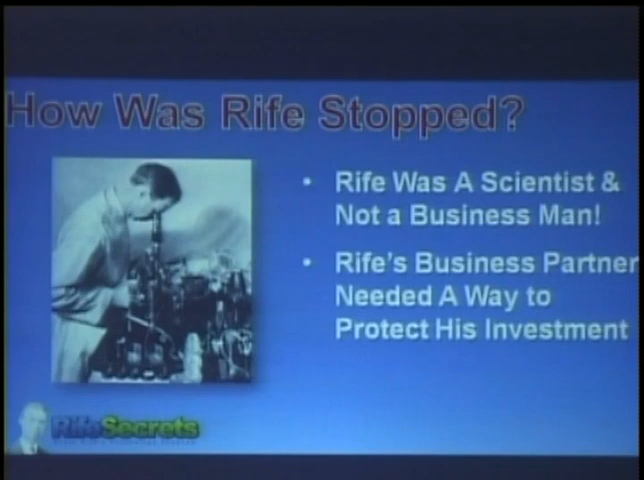 How Was Rife Stopped?
• Rife Was A Scientist &
Not a Business Man!
• Rife's Business Partner
Needed A Way to
Protect His Investment
RifeSecrets